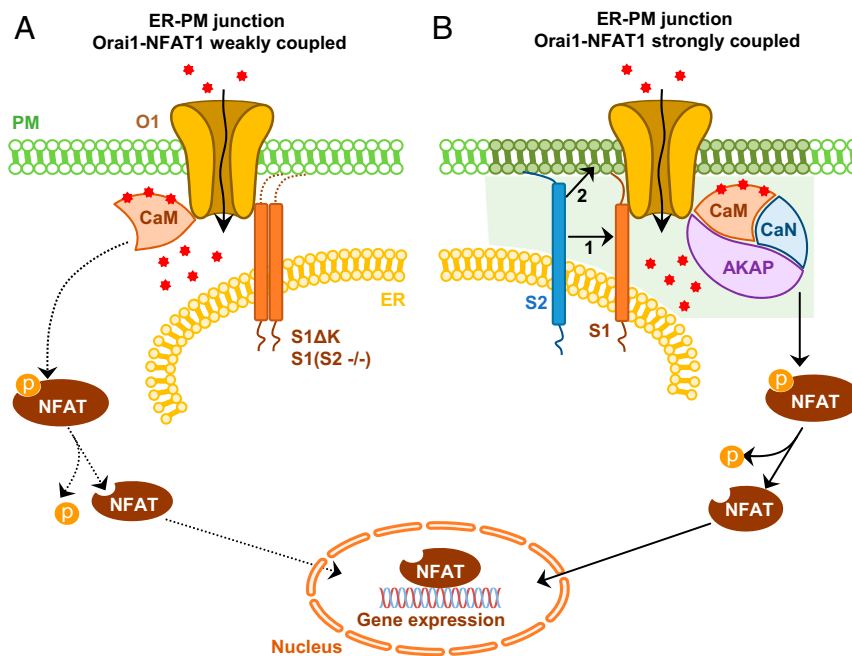 A
ER-PM junction
Orai1-NFAT1 weakly coupled
PM
O1
CaM
ER
S1ΔK
S1(S2 -/-)
p
NFAT
p
NFAT
B
ER-PM junction
Orai1-NFAT1 strongly coupled
2
1
CaM
CaN
AKAP
S2
S1
p
NFAT
p
NFAT
NFAT
Gene expression
Nucleus